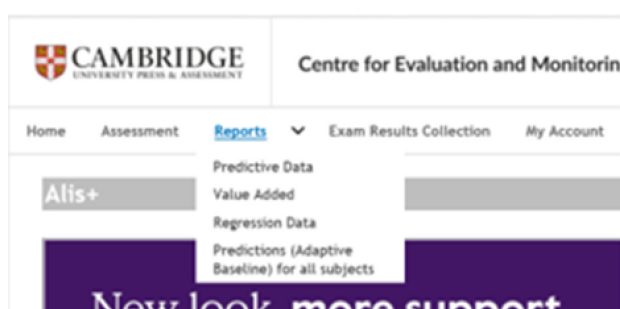 CAMBRIDGE
UNIVERSITY PRESS & ASSESSMENT
Centre for Evaluation and Monitorin
Home Assessment Reports Exam Results Collection My Account
Predictive Data
Value Added
Regression Data
Predictions (Adaptive
Baseline) for all subjects
Alis+
New look, more support